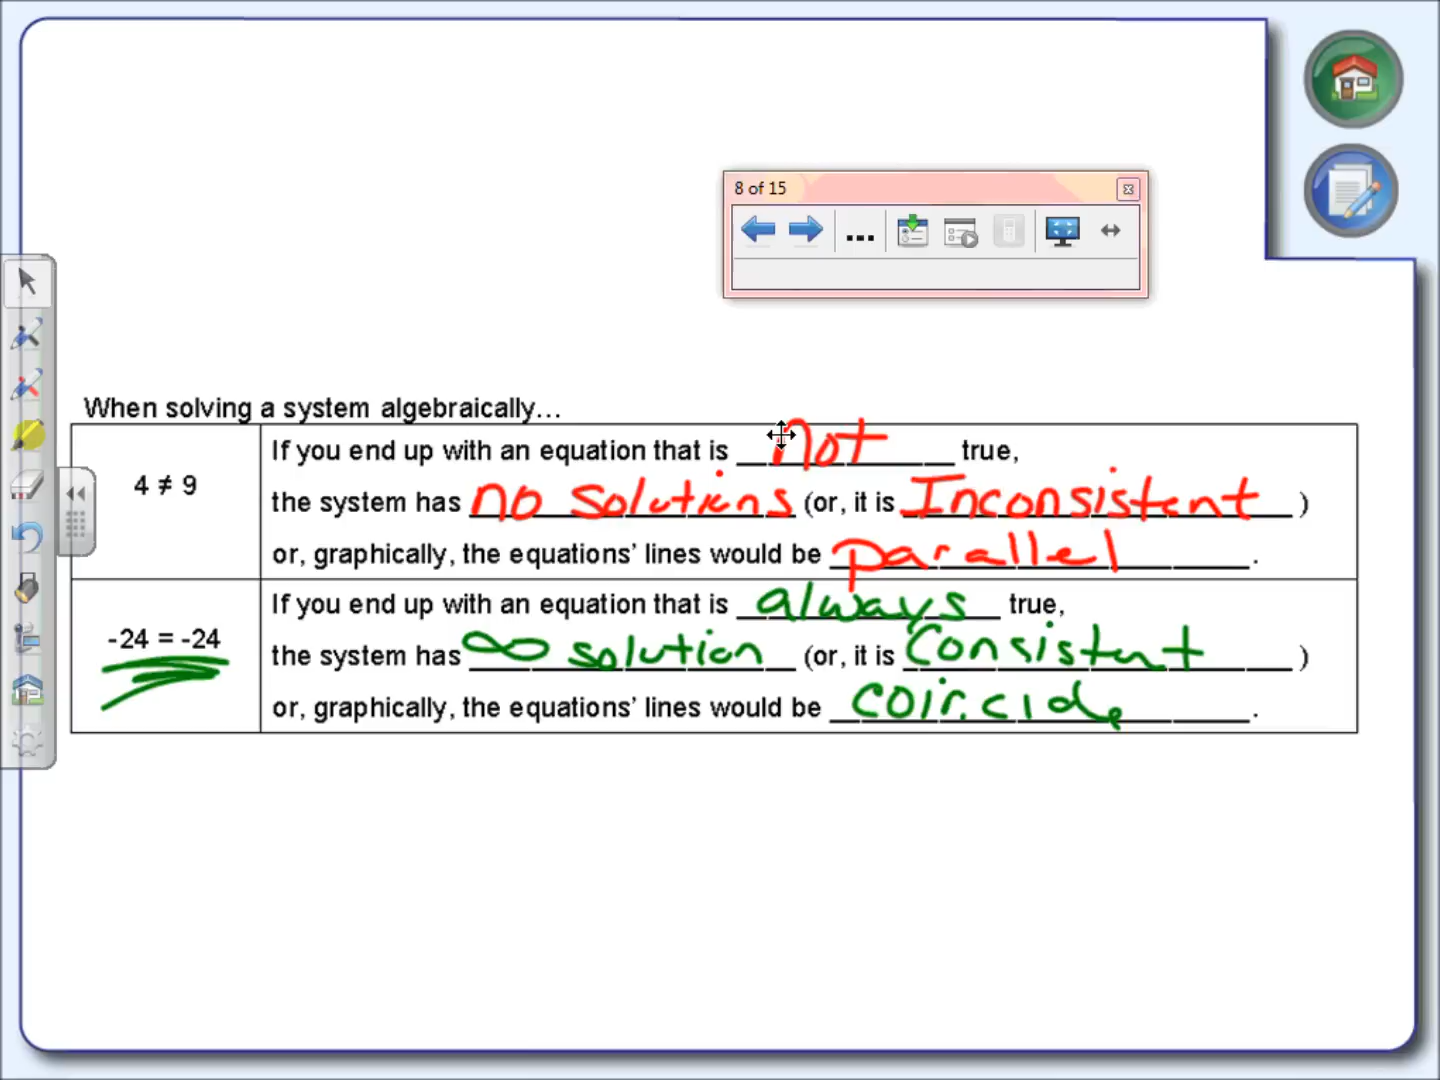 8 of 15
When solving a system algebraically...
4 ≠ 9
If you end up with an equation that is not true,
the system has no solutions (or, it is Inconsistent )
or, graphically, the equations' lines would be parallel .
-24 = -24
If you end up with an equation that is always true,
the system has ∞ solution (or, it is Consistent )
or, graphically, the equations' lines would be coincide .